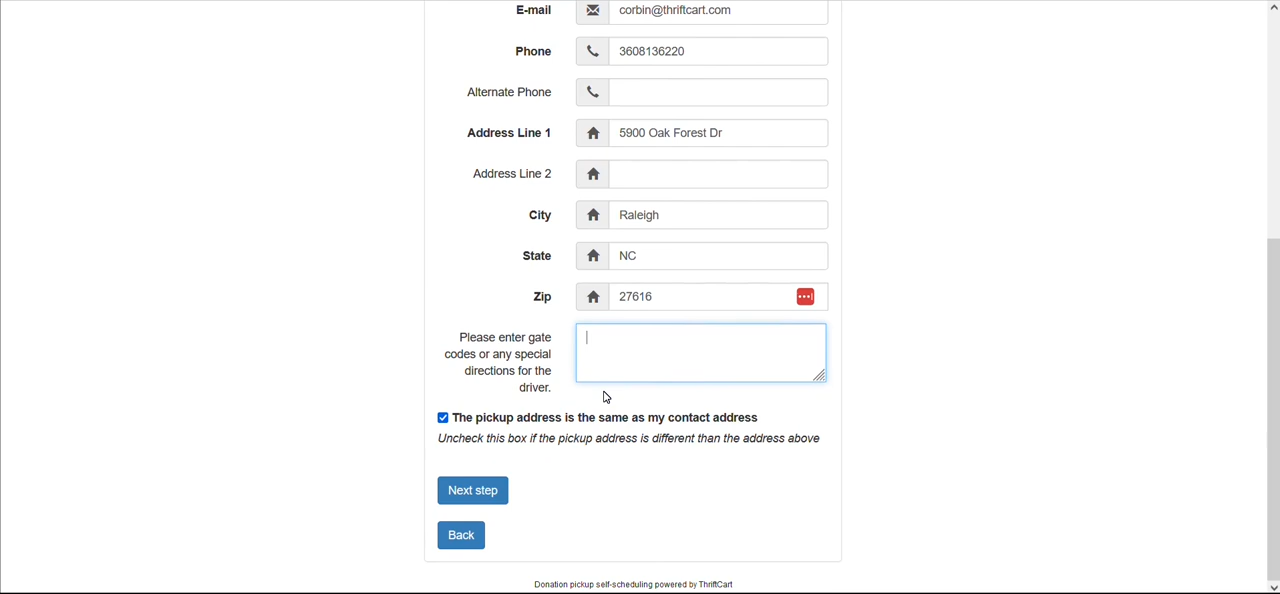 E-mail corbin@thriftcart.com
Phone 3608136220
Alternate Phone
Address Line 1 5900 Oak Forest Dr
Address Line 2
City Raleigh
State NC
Zip 27616
Please enter gate
codes or any special
directions for the
driver.
The pickup address is the same as my contact address
Uncheck this box if the pickup address is different than the address above
Next step
Back
Donation pickup self-scheduling powered by ThriftCart